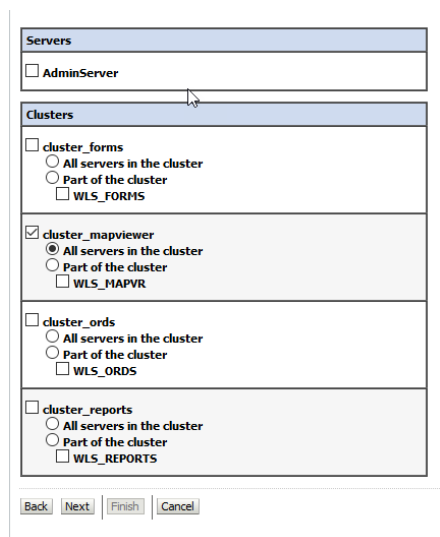 Servers
AdminServer
Clusters
cluster_forms
All servers in the cluster
Part of the cluster
WLS_FORMS
cluster_mapviewer
All servers in the cluster
Part of the cluster
WLS_MAPVR
cluster_ords
All servers in the cluster
Part of the cluster
WLS_ORDS
cluster_reports
All servers in the cluster
Part of the cluster
WLS_REPORTS
Back Next Finish Cancel